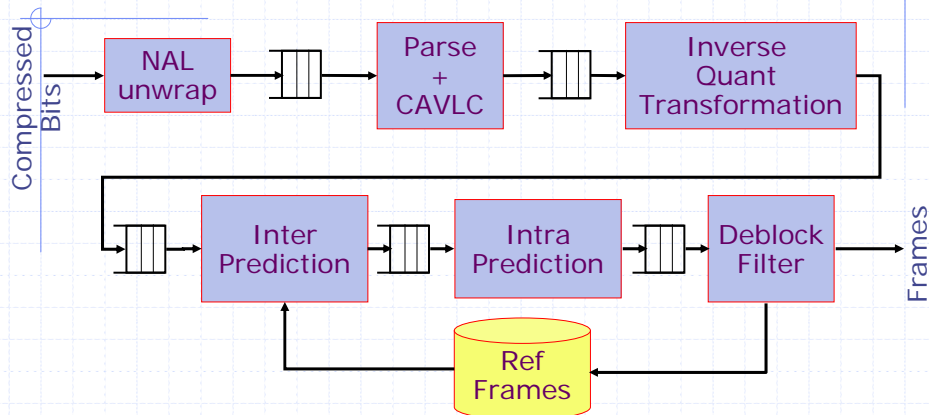 Compressed
Bits
NAL
unwrap
Parse
+
CAVLC
Inverse
Quant
Transformation
Inter
Prediction
Intra
Prediction
Deblock
Filter
Frames
Ref
Frames